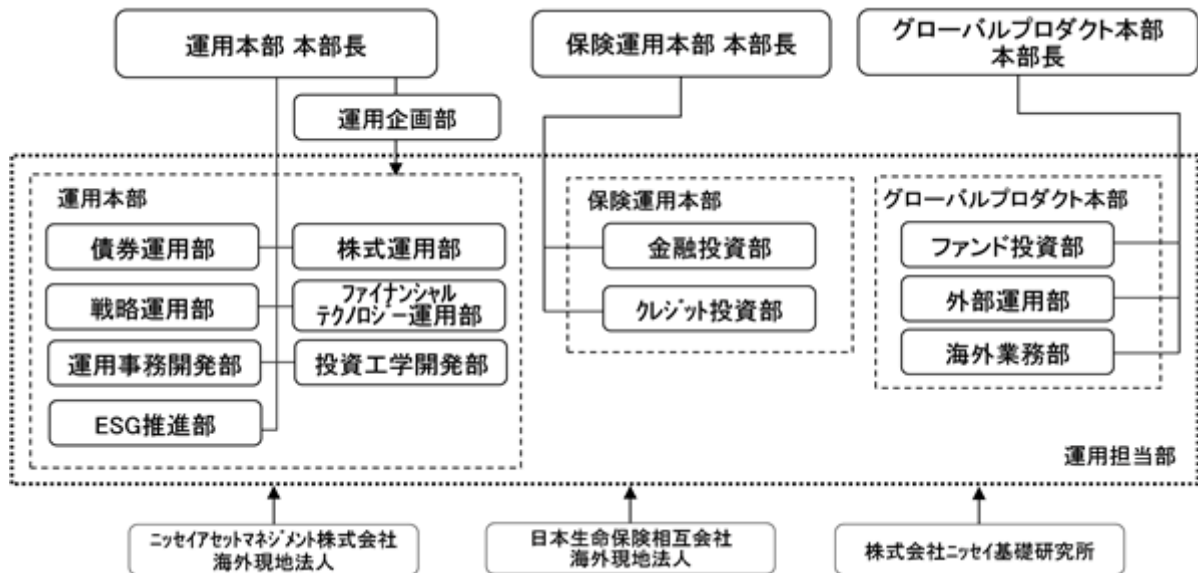 運用本部 本部長
保険運用本部 本部長
グローバルプロダクト本部
本部長
運用企画部
運用本部
債券運用部
株式運用部
戦略運用部
ファイナンシャル
テクノロジー運用部
運用事務開発部
投資工学開発部
ESG推進部
保険運用本部
金融投資部
クレジット投資部
グローバルプロダクト本部
ファンド投資部
外部運用部
海外業務部
運用担当部
ニッセイアセットマネジメント株式会社
海外現地法人
日本生命保険相互会社
海外現地法人
株式会社ニッセイ基礎研究所